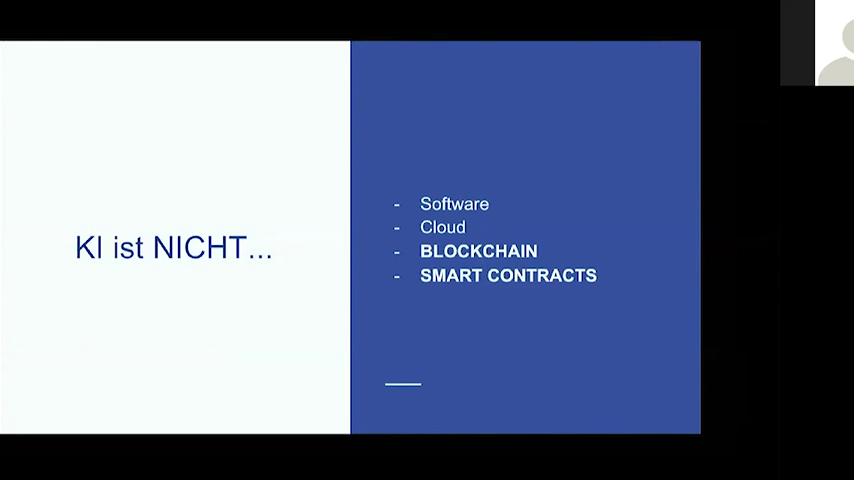 KI ist NICHT...
- Software
- Cloud
- BLOCKCHAIN
- SMART CONTRACTS